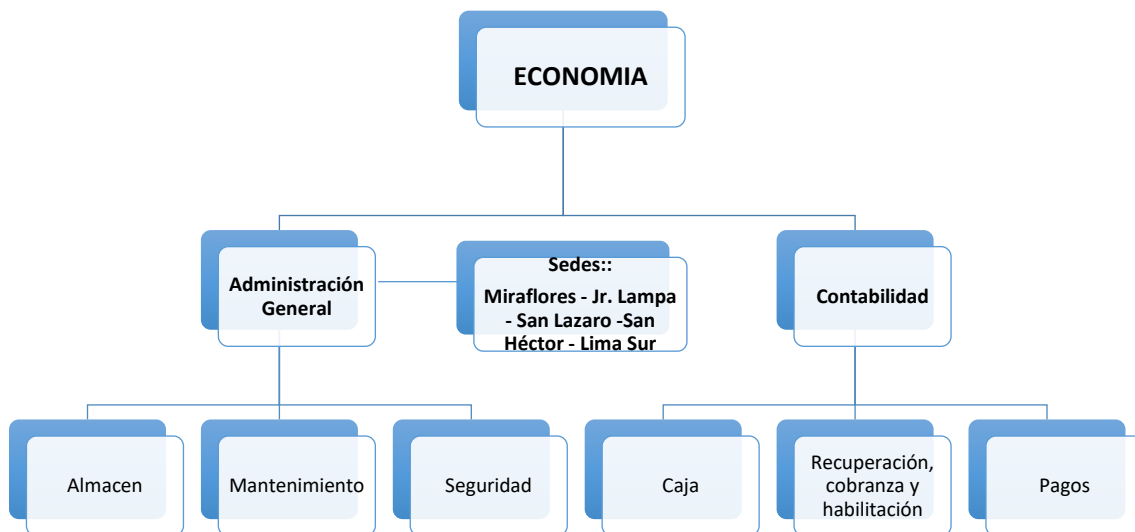 ECONOMIA
Administración
General
Sedes::
Miraflores - Jr. Lampa
- San Lazaro -San
Héctor - Lima Sur
Contabilidad
Almacen
Mantenimiento
Seguridad
Caja
Recuperación,
cobranza y
habilitación
Pagos